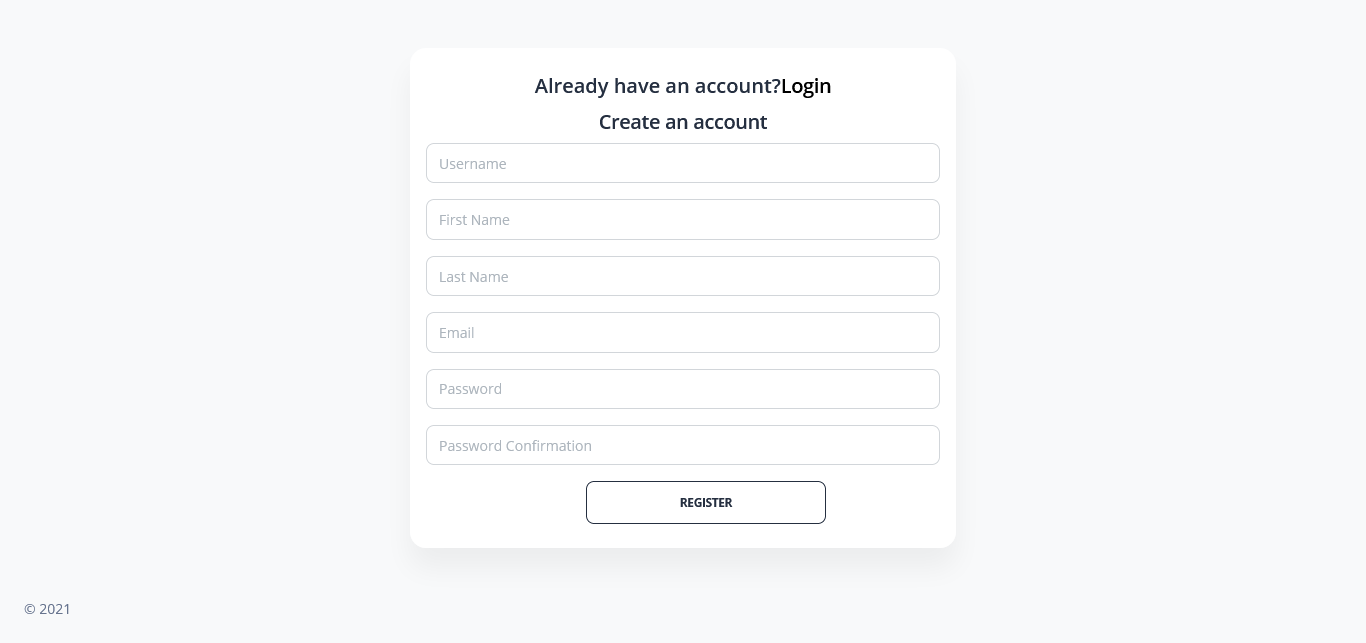 Already have an account?Login
Create an account
Username
First Name
Last Name
Email
Password
Password Confirmation
REGISTER
© 2021